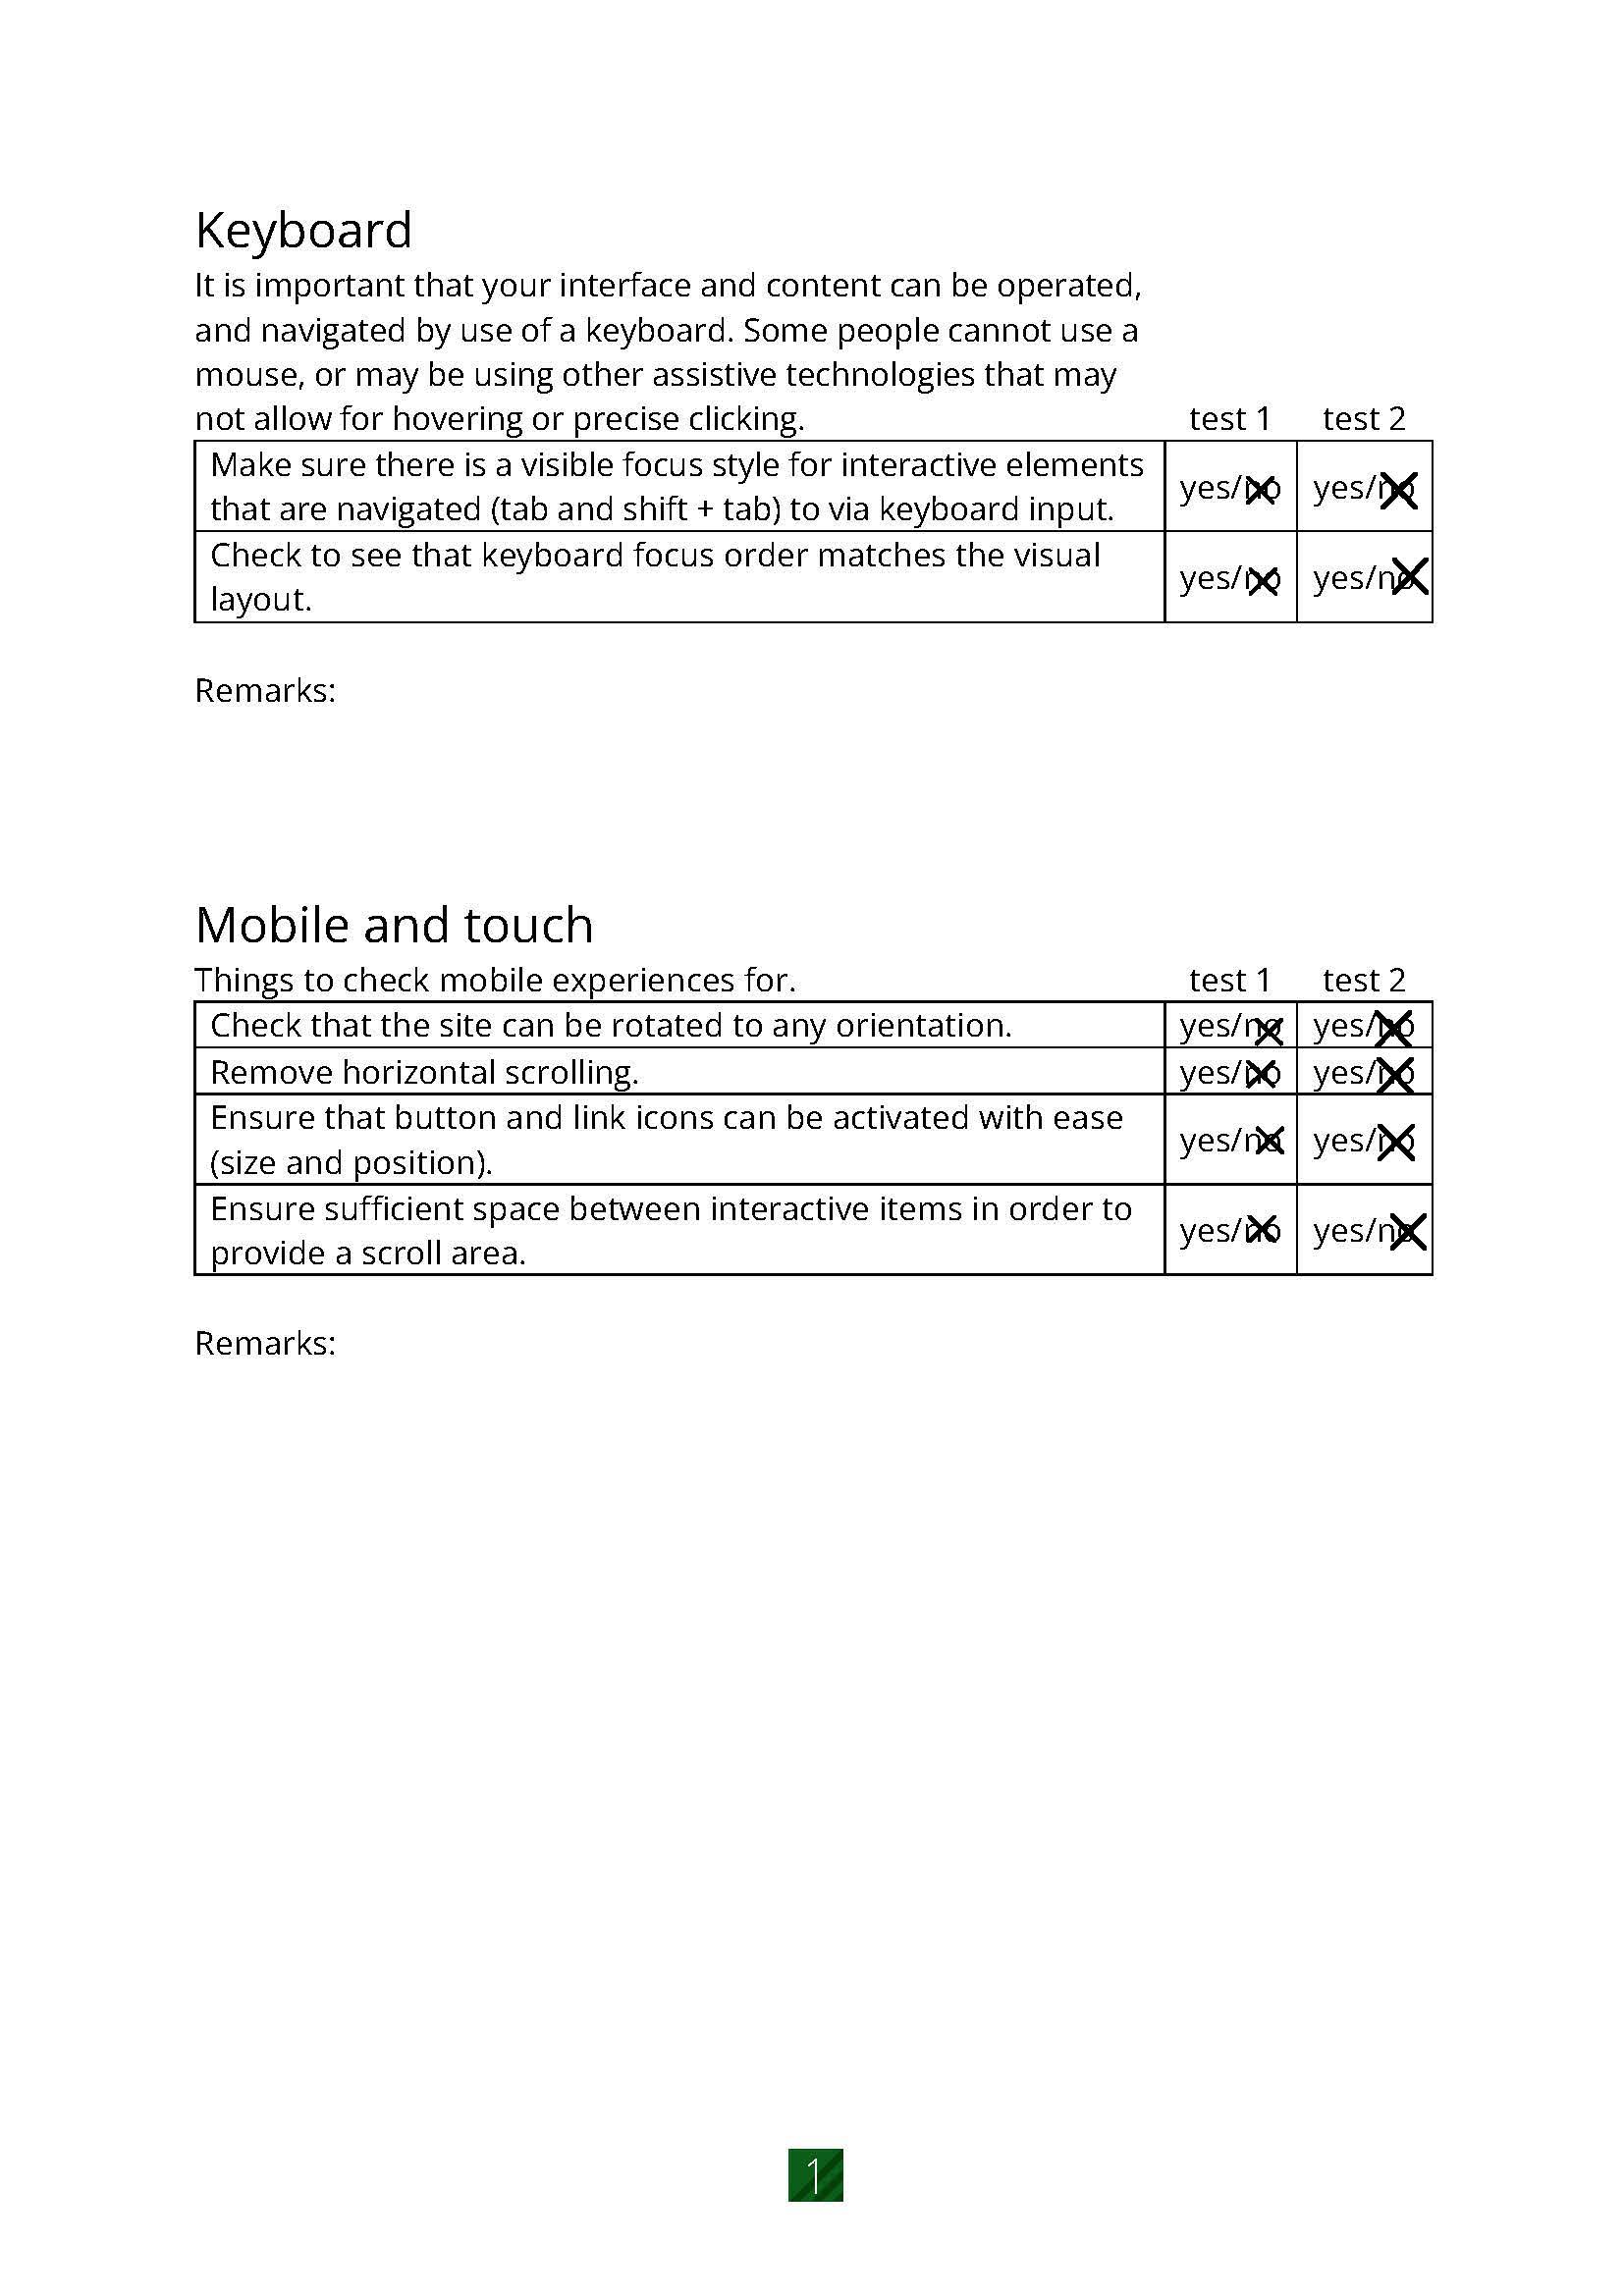 Keyboard
It is important that your interface and content can be operated,
and navigated by use of a keyboard. Some people cannot use a
mouse, or may be using other assistive technologies that may
not allow for hovering or precise clicking. test 1 test 2
Make sure there is a visible focus style for interactive elements
that are navigated (tab and shift + tab) to via keyboard input.
yes/no yes/no
Check to see that keyboard focus order matches the visual
layout.
yes/no yes/no
Remarks:
Mobile and touch
Things to check mobile experiences for. test 1 test 2
Check that the site can be rotated to any orientation. yes/no yes/no
Remove horizontal scrolling. yes/no yes/no
Ensure that button and link icons can be activated with ease
(size and position).
yes/no yes/no
Ensure sufficient space between interactive items in order to
provide a scroll area.
yes/no yes/no
Remarks:
1